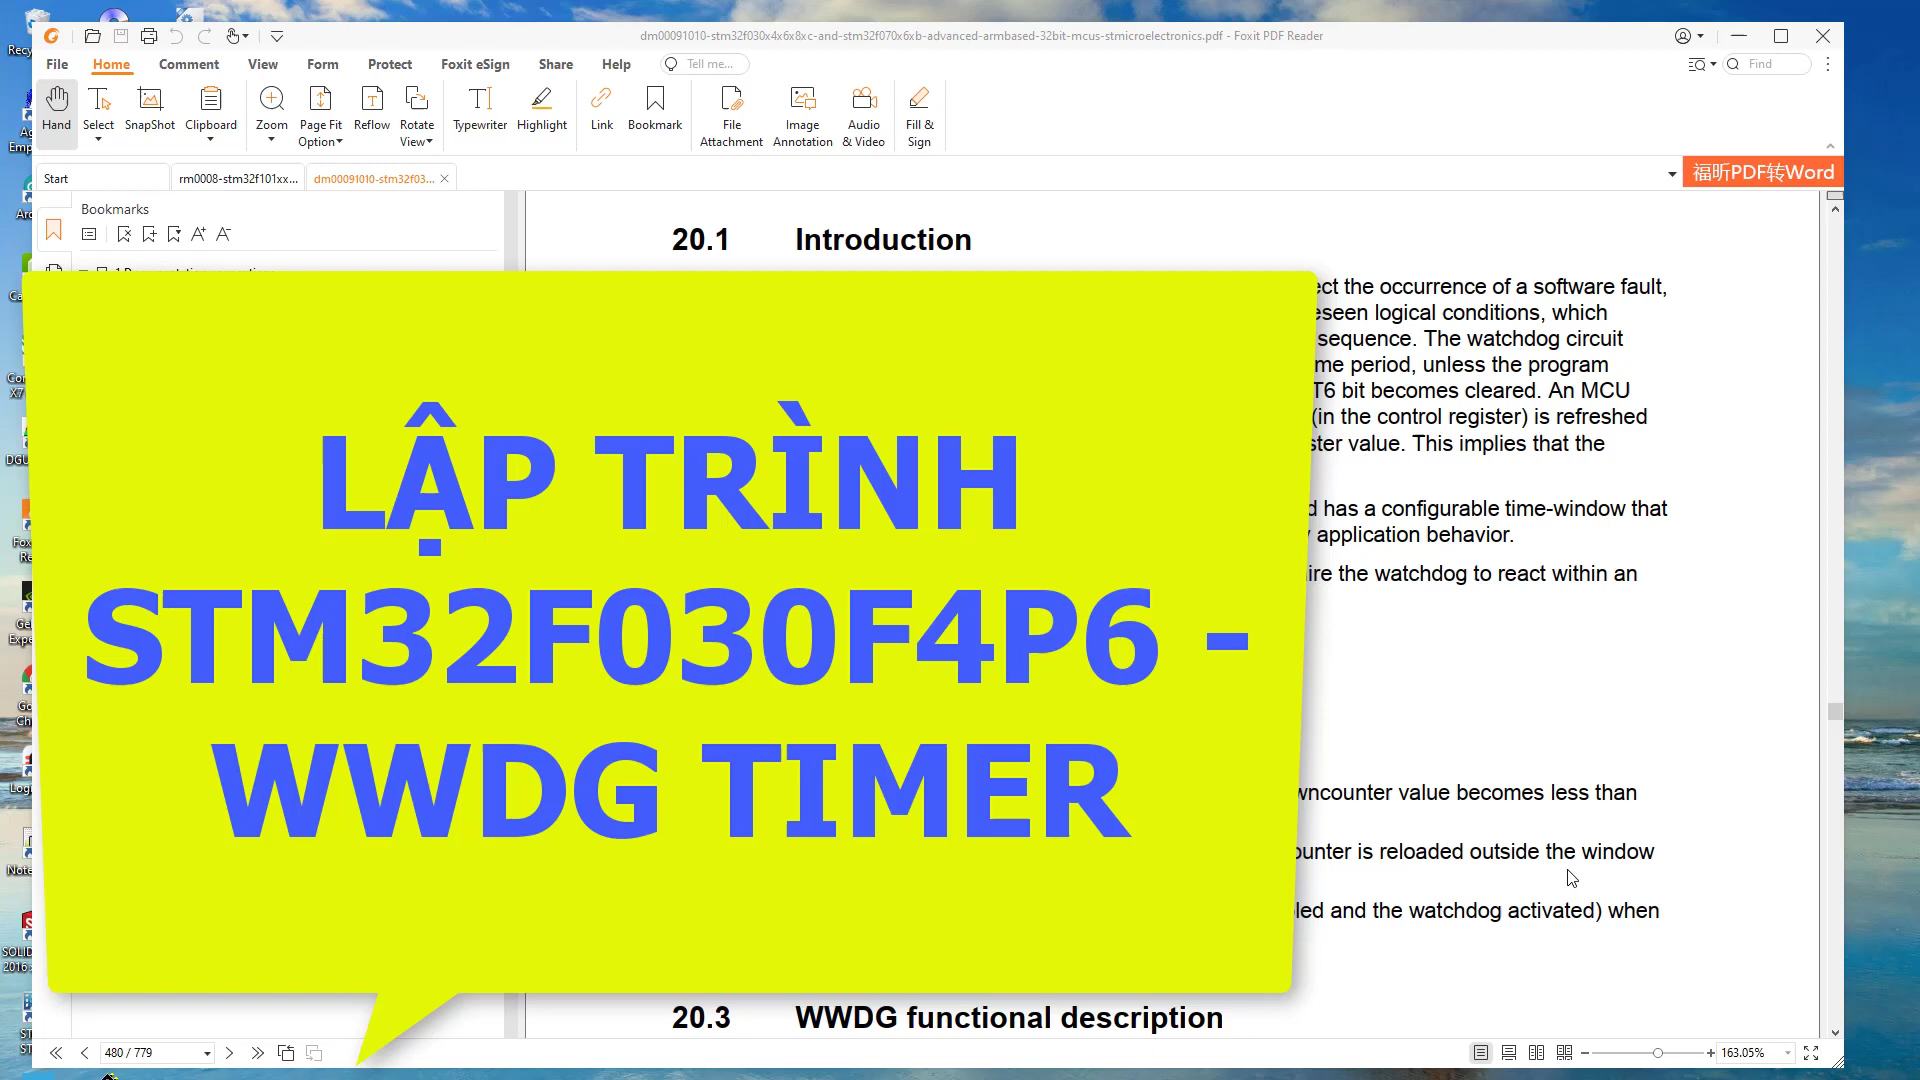 dm00091010-stm32f030x4x6x8xc-and-stm32f070x6xb-advanced-armbased-32bit-mcus-stmicroelectronics.pdf - Foxit PDF Reader
File Home Comment View Form Protect Foxit eSign Share Help Tell me... Find
Hand Select SnapShot Clipboard Zoom Page Fit Option Reflow Rotate View Typewriter Highlight Link Bookmark File Attachment Image Annotation Audio & Video Fill & Sign
Start rm0008-stm32f101xx... dm00091010-stm32f03... 福昕PDF转Word
Bookmarks
20.1 Introduction
ect the occurrence of a software fault,
eseen logical conditions, which
sequence. The watchdog circuit
me period, unless the program
T6 bit becomes cleared. An MCU
(in the control register) is refreshed
ster value. This implies that the
d has a configurable time-window that
application behavior.
ire the watchdog to react within an
wncounter value becomes less than
ounter is reloaded outside the window
led and the watchdog activated) when
LẬP TRÌNH
STM32F030F4P6 -
WWDG TIMER
20.3 WWDG functional description
480 / 779
163.05%